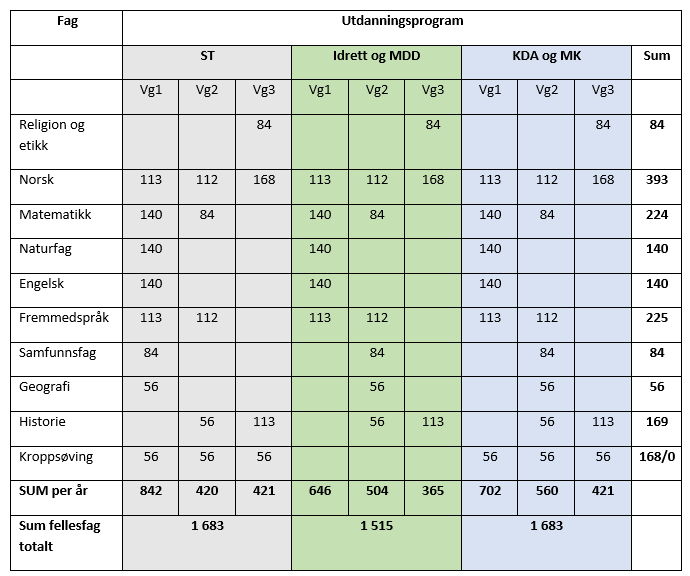 Fag Utdanningsprogram
ST Idrett og MDD KDA og MK Sum
Vg1 Vg2 Vg3 Vg1 Vg2 Vg3 Vg1 Vg2 Vg3
Religion og 84 84 84 84
etikk
Norsk 113 112 168 113 112 168 113 112 168 393
Matematikk 140 84 140 84 140 84 224
Naturfag 140 140 140 140
Engelsk 140 140 140 140
Fremmedspråk 113 112 113 112 113 112 225
Samfunnsfag 84 84 84 84
Geografi 56 56 56 56
Historie 56 113 56 113 56 113 169
Kroppsøving 56 56 56 56 56 56 168/0
SUM per år 842 420 421 646 504 365 702 560 421
Sum fellesfag 1 683 1 515 1 683
totalt